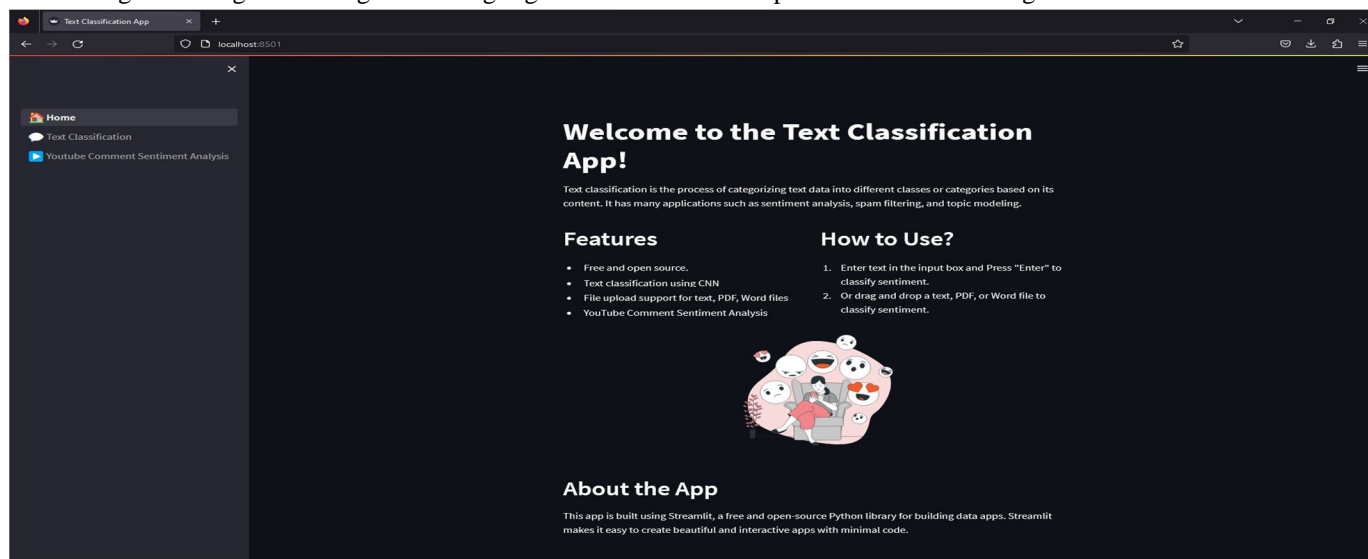 Text Classification App
localhost:8501
Home
Text Classification
Youtube Comment Sentiment Analysis
Welcome to the Text Classification
App!
Text classification is the process of categorizing text data into different classes or categories based on its
content. It has many applications such as sentiment analysis, spam filtering, and topic modeling.
Features
• Free and open source.
• Text classification using CNN
• File upload support for text, PDF, Word files
• YouTube Comment Sentiment Analysis
How to Use?
1. Enter text in the input box and Press "Enter" to
classify sentiment.
2. Or drag and drop a text, PDF, or Word file to
classify sentiment.
About the App
This app is built using Streamlit, a free and open-source Python library for building data apps. Streamlit
makes it easy to create beautiful and interactive apps with minimal code.